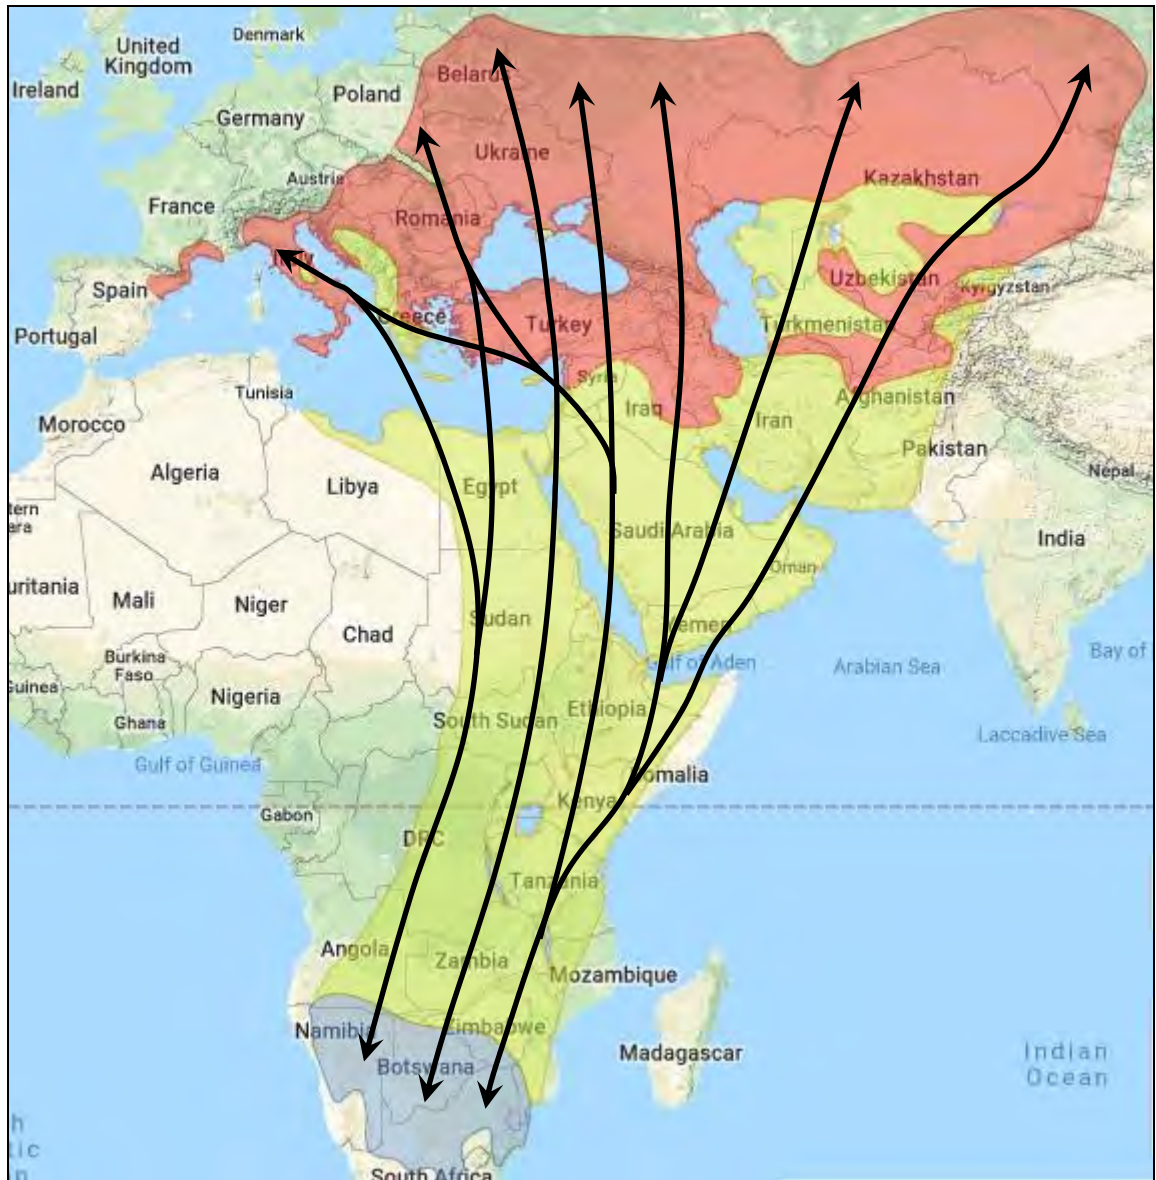 Denmark
United
Kingdom
Ireland
Belarus
Poland
Germany
Ukraine
Austria
Kazakhstan
France
Romania
Italy
Uzbekistan
Kyrgyzstan
Spain
Greece
Turkey
Turkmenistan
Portugal
Syria
Tunisia
Afghanistan
Iraq
Iran
Morocco
Pakistan
Algeria
Libya
Egypt
Nepal
tern
ara
Saudi Arabia
India
Oman
uritania
Mali
Niger
Sudan
Chad
Yemen
Burkina
Faso
Gulf of Aden
Arabian Sea
Bay of
Guinea
Nigeria
Ethiopia
Ghana
South Sudan
Laccadive Sea
Gulf of Guinea
Somalia
Kenya
Gabon
DRC
Tanzania
Angola
Zambia
Mozambique
Namibia
Zimbabwe
Madagascar
Indian
Ocean
Botswana
h
tic
n
South Africa